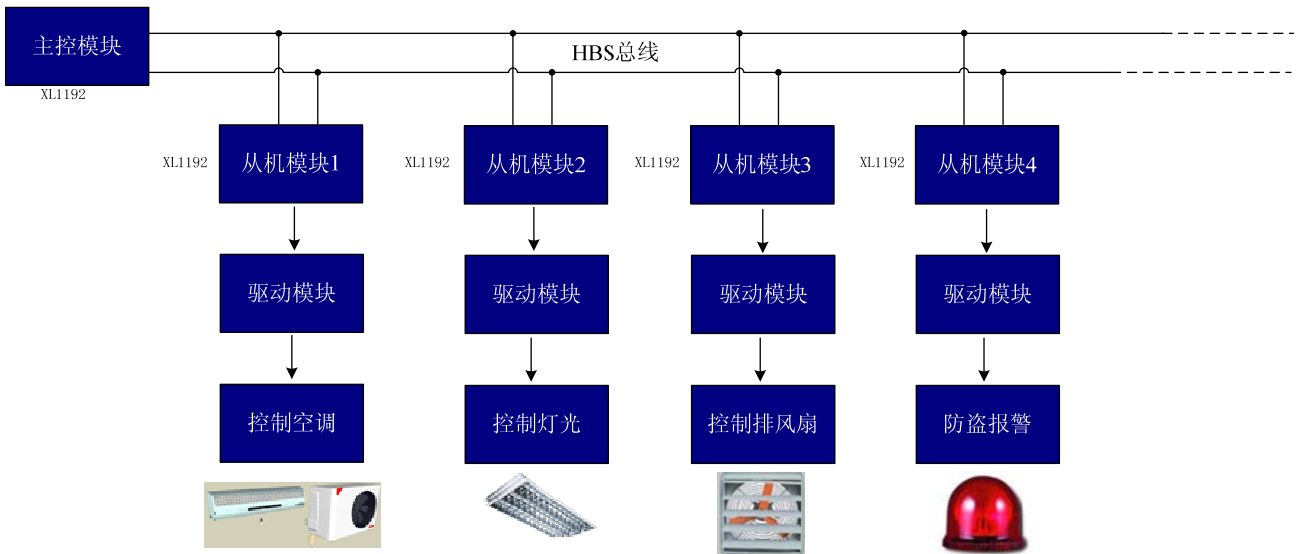 主控模块
HBS总线
XL1192
XL1192
从机模块1
XL1192
从机模块2
XL1192
从机模块3
XL1192
从机模块4
驱动模块
驱动模块
驱动模块
驱动模块
控制空调
控制灯光
控制排风扇
防盗报警